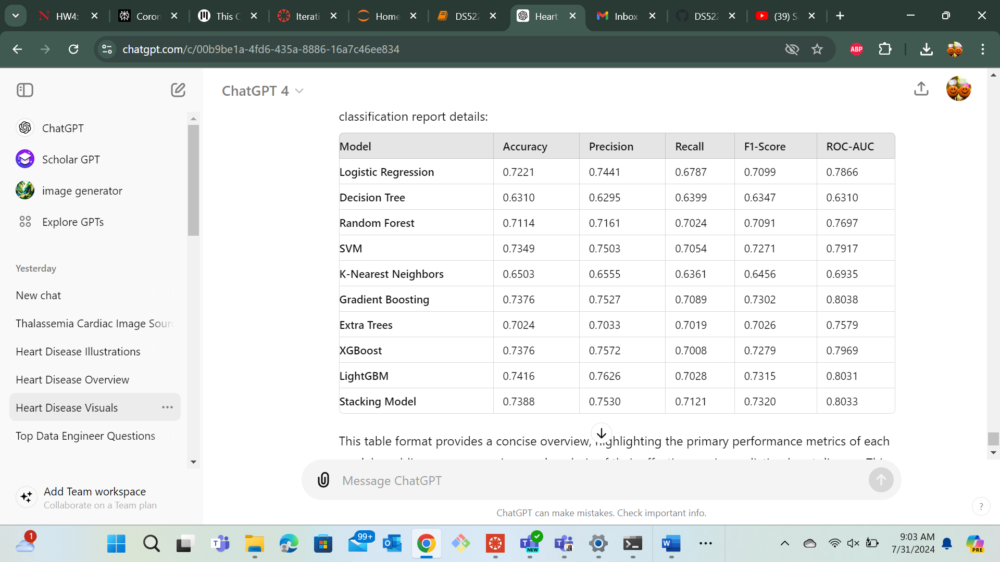 HW4:
Coron
This C
Iterati
Home
DS522
Heart
Inbox
DS522
(39) S
chatgpt.com/c/00b9be1a-4fd6-435a-8886-16a7c46ee834
ABP
ChatGPT 4
ChatGPT
Scholar GPT
image generator
Explore GPTs
Yesterday
New chat
Thalassemia Cardiac Image Sourc
Heart Disease Illustrations
Heart Disease Overview
Heart Disease Visuals
Top Data Engineer Questions
Add Team workspace
Collaborate on a Team plan
classification report details:
Model Accuracy Precision Recall F1-Score ROC-AUC
Logistic Regression 0.7221 0.7441 0.6787 0.7099 0.7866
Decision Tree 0.6310 0.6295 0.6399 0.6347 0.6310
Random Forest 0.7114 0.7161 0.7024 0.7091 0.7697
SVM 0.7349 0.7503 0.7054 0.7271 0.7917
K-Nearest Neighbors 0.6503 0.6555 0.6361 0.6456 0.6935
Gradient Boosting 0.7376 0.7527 0.7089 0.7302 0.8038
Extra Trees 0.7024 0.7033 0.7019 0.7026 0.7579
XGBoost 0.7376 0.7572 0.7008 0.7279 0.7969
LightGBM 0.7416 0.7626 0.7028 0.7315 0.8031
Stacking Model 0.7388 0.7530 0.7121 0.7320 0.8033
This table format provides a concise overview, highlighting the primary performance metrics of each
Message ChatGPT
ChatGPT can make mistakes. Check important info.
?
1
99+
NEW
9:03 AM
7/31/2024
PRE